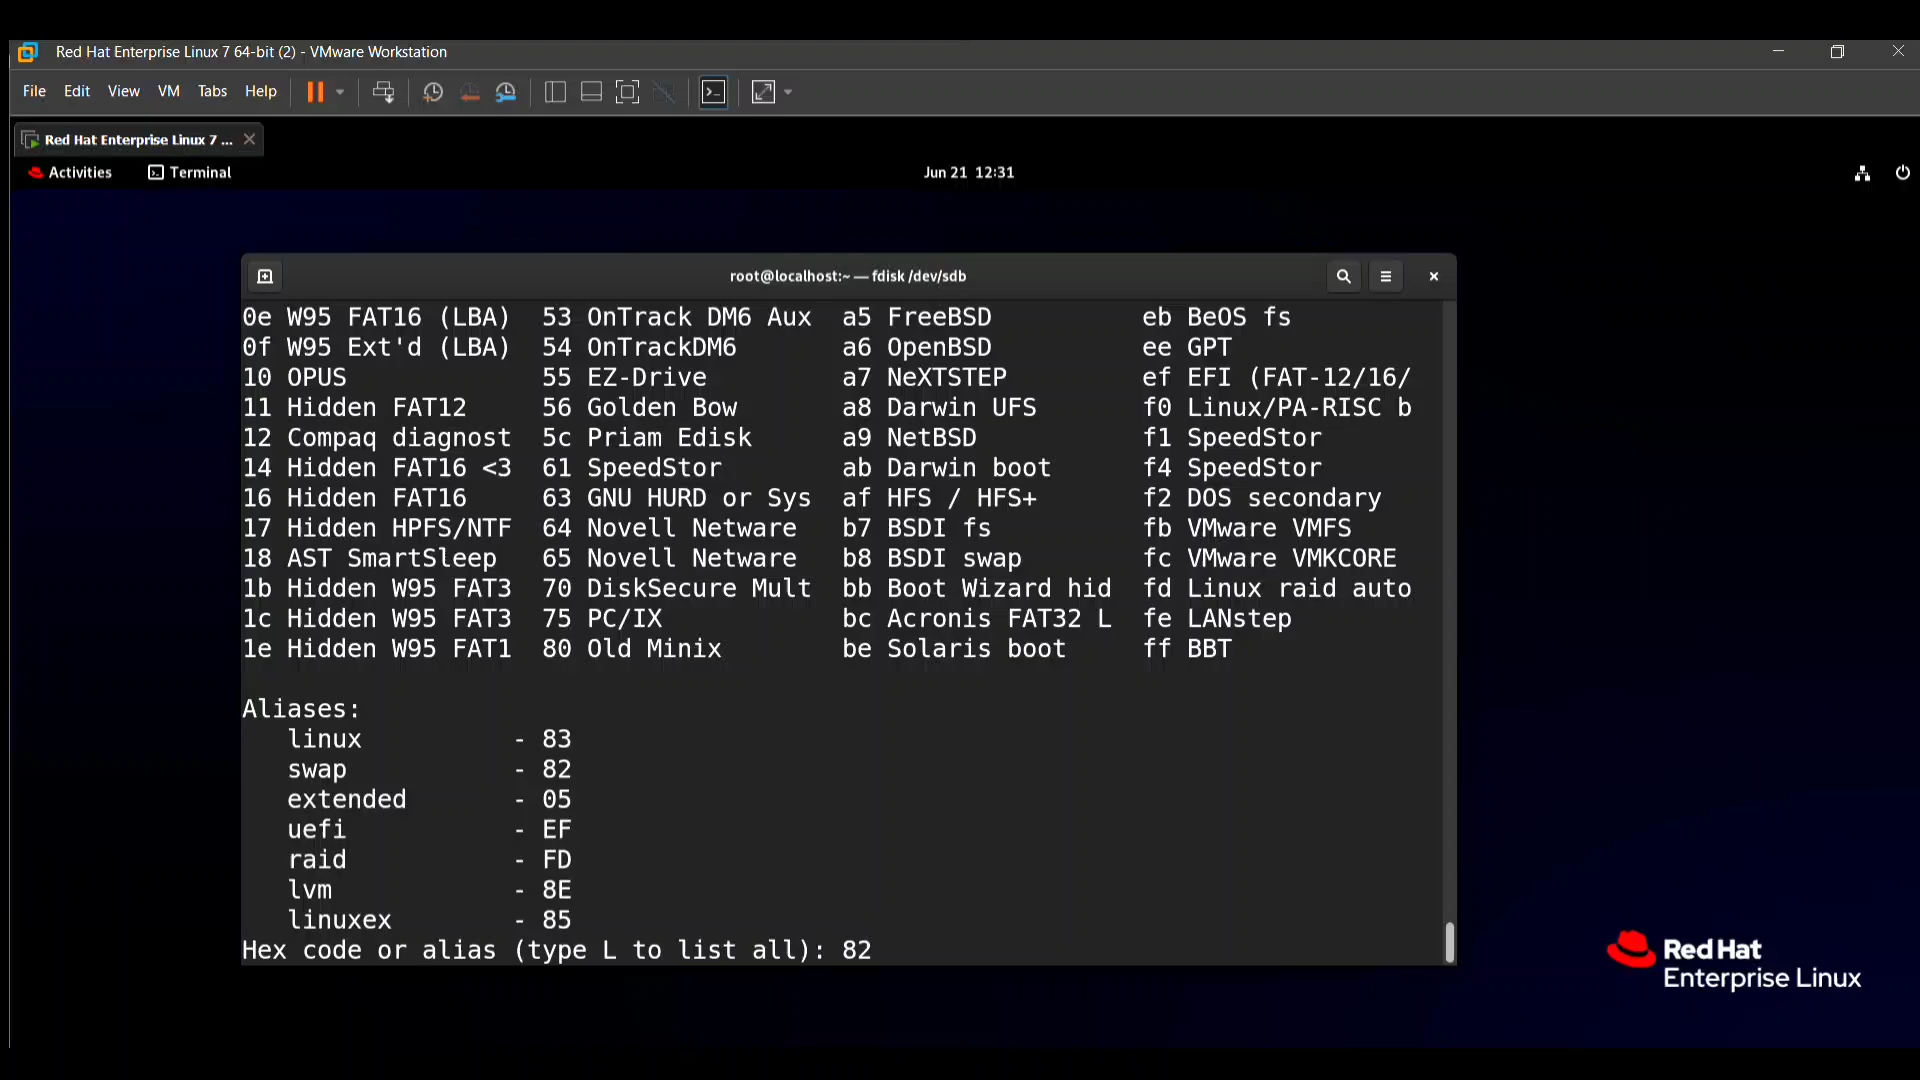 Red Hat Enterprise Linux 7 64-bit (2) - VMware Workstation
File Edit View VM Tabs Help
Red Hat Enterprise Linux 7 ...
Activities Terminal Jun 21 12:31
root@localhost:~ — fdisk /dev/sdb
0e W95 FAT16 (LBA) 53 OnTrack DM6 Aux a5 FreeBSD eb BeOS fs
0f W95 Ext'd (LBA) 54 OnTrackDM6 a6 OpenBSD ee GPT
10 OPUS 55 EZ-Drive a7 NeXTSTEP ef EFI (FAT-12/16/
11 Hidden FAT12 56 Golden Bow a8 Darwin UFS f0 Linux/PA-RISC b
12 Compaq diagnost 5c Priam Edisk a9 NetBSD f1 SpeedStor
14 Hidden FAT16 <3 61 SpeedStor ab Darwin boot f4 SpeedStor
16 Hidden FAT16 63 GNU HURD or Sys af HFS / HFS+ f2 DOS secondary
17 Hidden HPFS/NTF 64 Novell Netware b7 BSDI fs fb VMware VMFS
18 AST SmartSleep 65 Novell Netware b8 BSDI swap fc VMware VMKCORE
1b Hidden W95 FAT3 70 DiskSecure Mult bb Boot Wizard hid fd Linux raid auto
1c Hidden W95 FAT3 75 PC/IX bc Acronis FAT32 L fe LANstep
1e Hidden W95 FAT1 80 Old Minix be Solaris boot ff BBT
Aliases:
linux - 83
swap - 82
extended - 05
uefi - EF
raid - FD
lvm - 8E
linuxex - 85
Hex code or alias (type L to list all): 82
Red Hat
Enterprise Linux